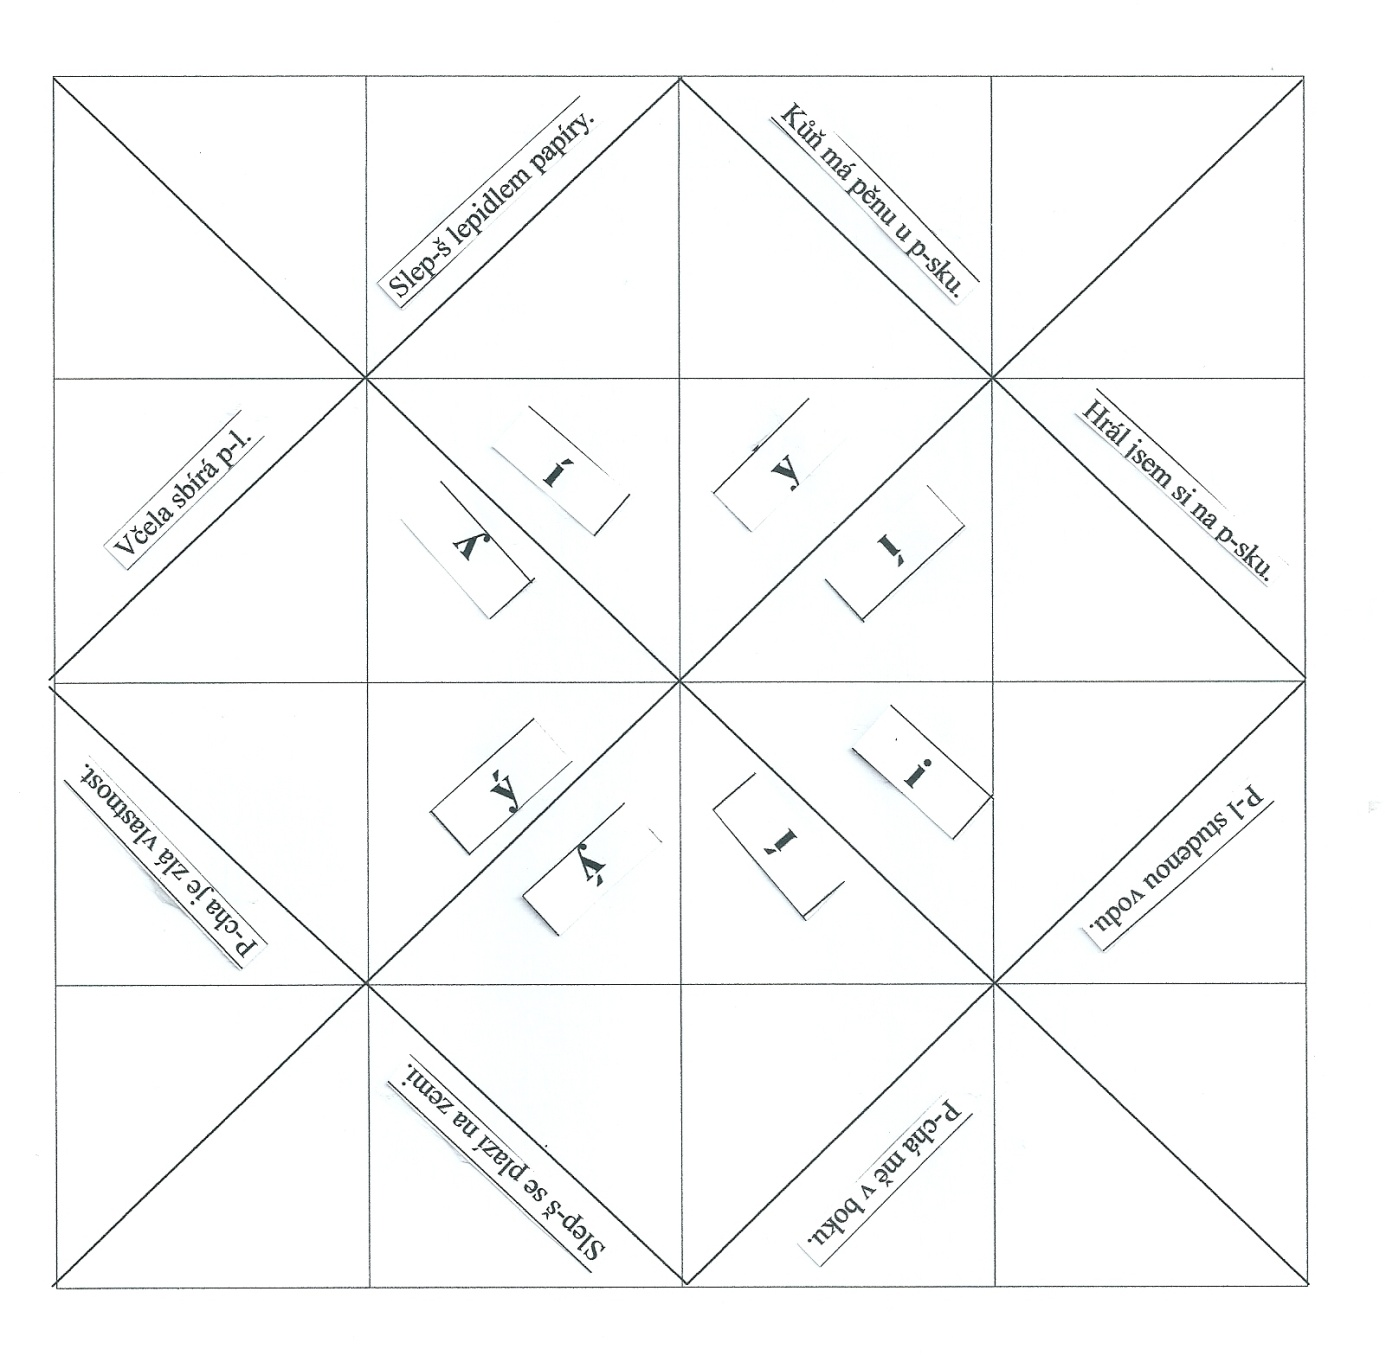 Slep-š lepidlem papíry.
Kůň má pěnu u p-sku.
Včela sbírá p-l.
Hrál jsem si na p-sku.
í
y
y
í
ý
i
ý
í
P-cha je zlá vlastnost.
P-l studenou vodu.
Slep-š se plazí na zemi.
P-chá mě v boku.